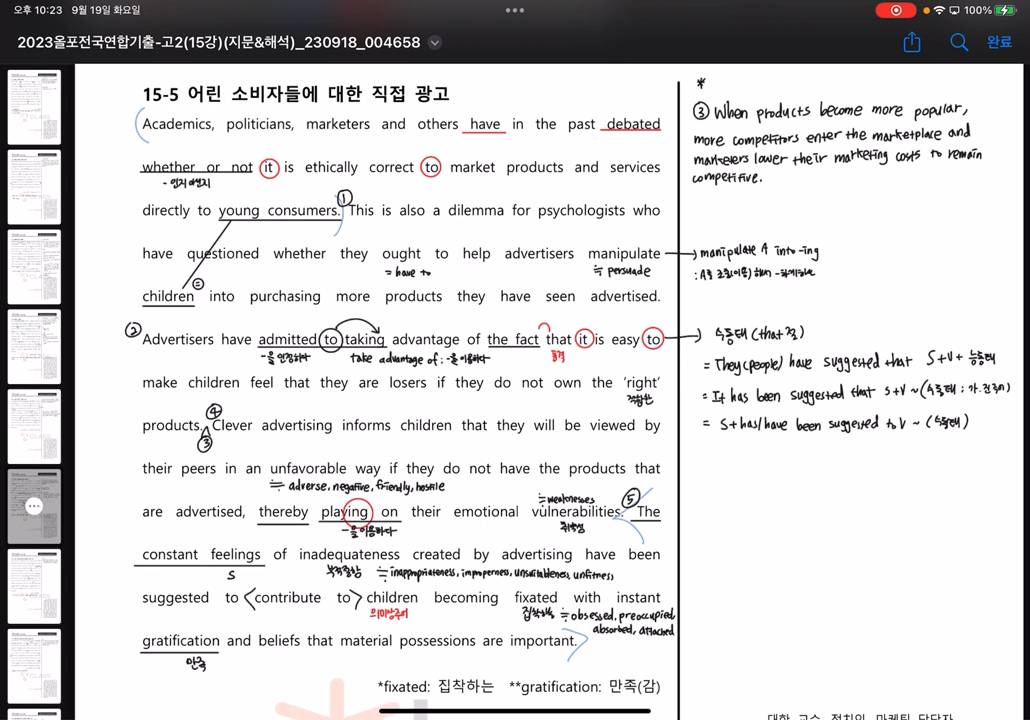 오후 10:23 9월 19일 화요일
100%
2023올포전국연합기출-고2(15강)(지문&해석)_230918_004658
완료
15-5 어린 소비자들에 대한 직접 광고
Academics, politicians, marketers and others have in the past debated
whether or not it is ethically correct to market products and services
- 인지 아닌지
directly to young consumers. ① This is also a dilemma for psychologists who
have questioned whether they ought to help advertisers manipulate
= have to ≒ persuade
children into purchasing more products they have seen advertised.
② Advertisers have admitted to taking advantage of the fact that it is easy to
-을 인정하다 take advantage of : -을 이용하다 동격
make children feel that they are losers if they do not own the 'right'
적합한
products. ④ Clever advertising informs children that they will be viewed by
③
their peers in an unfavorable way if they do not have the products that
≒ adverse, negative, friendly, hostile
≒ weaknesses ⑤
are advertised, thereby playing on their emotional vulnerabilities. The
-을 이용하다 취약성
constant feelings of inadequateness created by advertising have been
S 부적절함 ≒ inappropriateness, improperness, unsuitableness, unfitness
suggested to <contribute to> children becoming fixated with instant
의미상주어 집착하는 ≒ obsessed, preoccupied
absorbed, attached
gratification and beliefs that material possessions are important.
만족
*fixated: 집착하는 **gratification: 만족(감)
*
③ When products become more popular,
more competitors enter the marketplace and
marketers lower their marketing costs to remain
competitive.
manipulate A into -ing
수동태 (that절)
= They(people) have suggested that S+V+능동태
= It has been suggested that S+V ~ (수동태 : 가.진주어)
= S+has/have been suggested to V ~ (수동태)